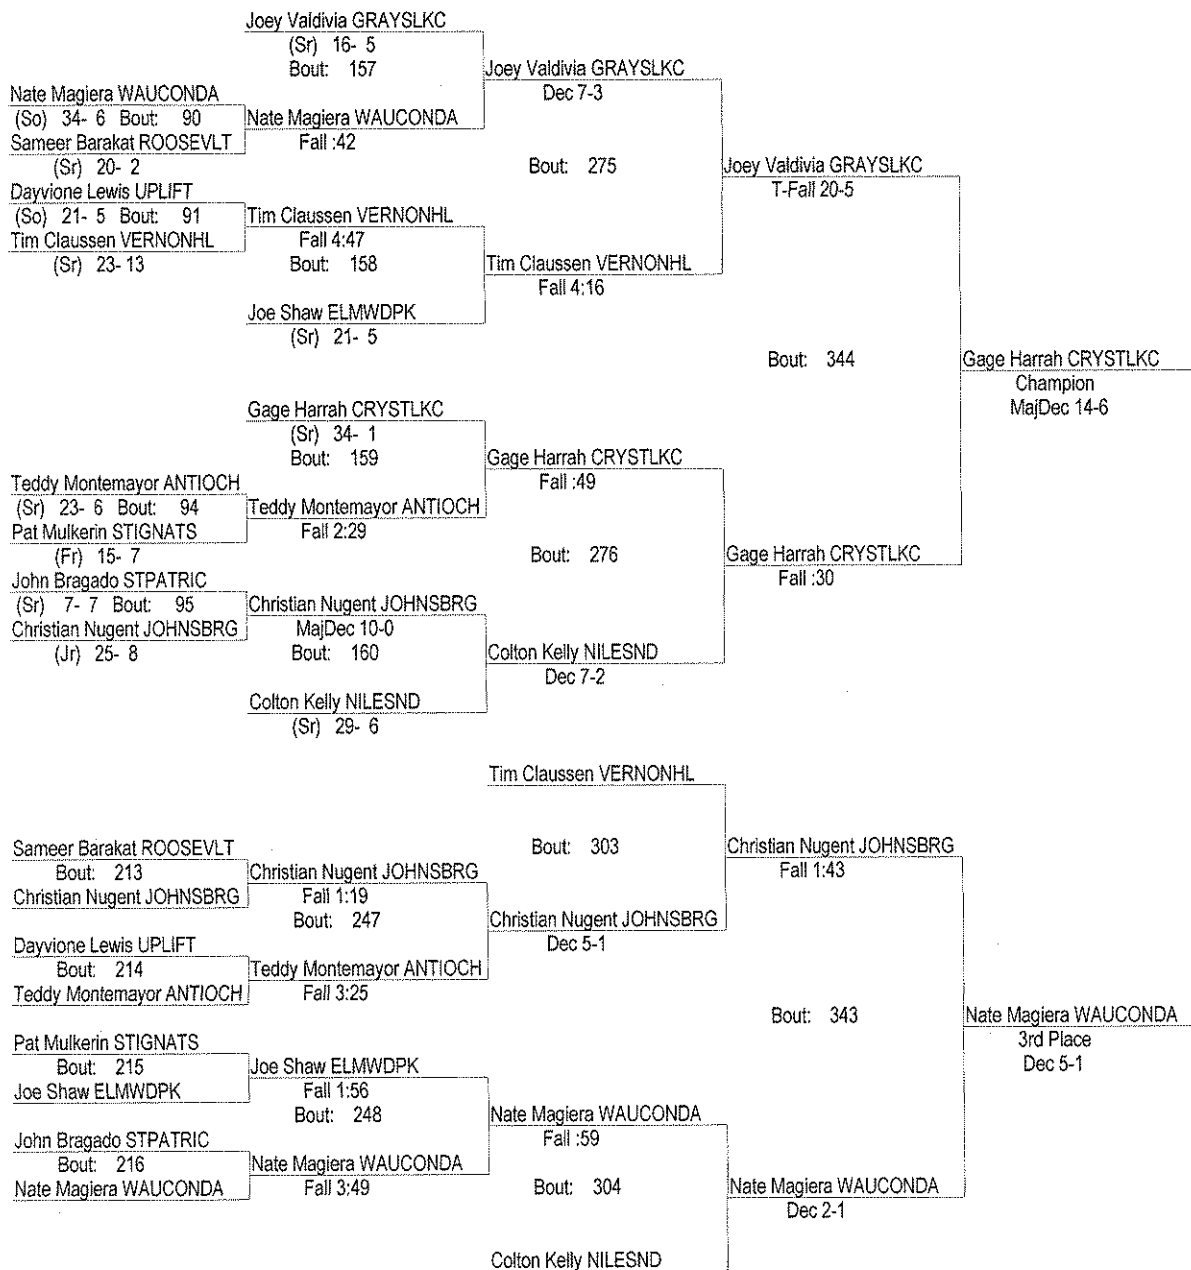 Joey Valdivia GRAYSLKC
(Sr) 16- 5
Bout: 157
Joey Valdivia GRAYSLKC
Dec 7-3
Nate Magiera WAUCONDA
(So) 34- 6 Bout: 90
Nate Magiera WAUCONDA
Fall :42
Sameer Barakat ROOSEVLT
(Sr) 20- 2
Bout: 275
Joey Valdivia GRAYSLKC
T-Fall 20-5
Dayvione Lewis UPLIFT
(So) 21- 5 Bout: 91
Tim Claussen VERNONHL
Fall 4:47
Tim Claussen VERNONHL
(Sr) 23- 13
Bout: 158
Tim Claussen VERNONHL
Fall 4:16
Joe Shaw ELMWDPK
(Sr) 21- 5
Bout: 344
Gage Harrah CRYSTLKC
Champion
MajDec 14-6
Gage Harrah CRYSTLKC
(Sr) 34- 1
Bout: 159
Gage Harrah CRYSTLKC
Fall :49
Teddy Montemayor ANTIOCH
(Sr) 23- 6 Bout: 94
Teddy Montemayor ANTIOCH
Fall 2:29
Pat Mulkerin STIGNATS
(Fr) 15- 7
Bout: 276
Gage Harrah CRYSTLKC
Fall :30
John Bragado STPATRIC
(Sr) 7- 7 Bout: 95
Christian Nugent JOHNSBRG
MajDec 10-0
Christian Nugent JOHNSBRG
(Jr) 25- 8
Bout: 160
Colton Kelly NILESND
Dec 7-2
Colton Kelly NILESND
(Sr) 29- 6
Tim Claussen VERNONHL
Bout: 303
Christian Nugent JOHNSBRG
Fall 1:43
Sameer Barakat ROOSEVLT
Bout: 213
Christian Nugent JOHNSBRG
Fall 1:19
Christian Nugent JOHNSBRG
Bout: 247
Christian Nugent JOHNSBRG
Dec 5-1
Dayvione Lewis UPLIFT
Bout: 214
Teddy Montemayor ANTIOCH
Fall 3:25
Teddy Montemayor ANTIOCH
Bout: 343
Nate Magiera WAUCONDA
3rd Place
Dec 5-1
Pat Mulkerin STIGNATS
Bout: 215
Joe Shaw ELMWDPK
Fall 1:56
Joe Shaw ELMWDPK
Bout: 248
Nate Magiera WAUCONDA
Fall :59
John Bragado STPATRIC
Bout: 216
Nate Magiera WAUCONDA
Fall 3:49
Nate Magiera WAUCONDA
Bout: 304
Nate Magiera WAUCONDA
Dec 2-1
Colton Kelly NILESND